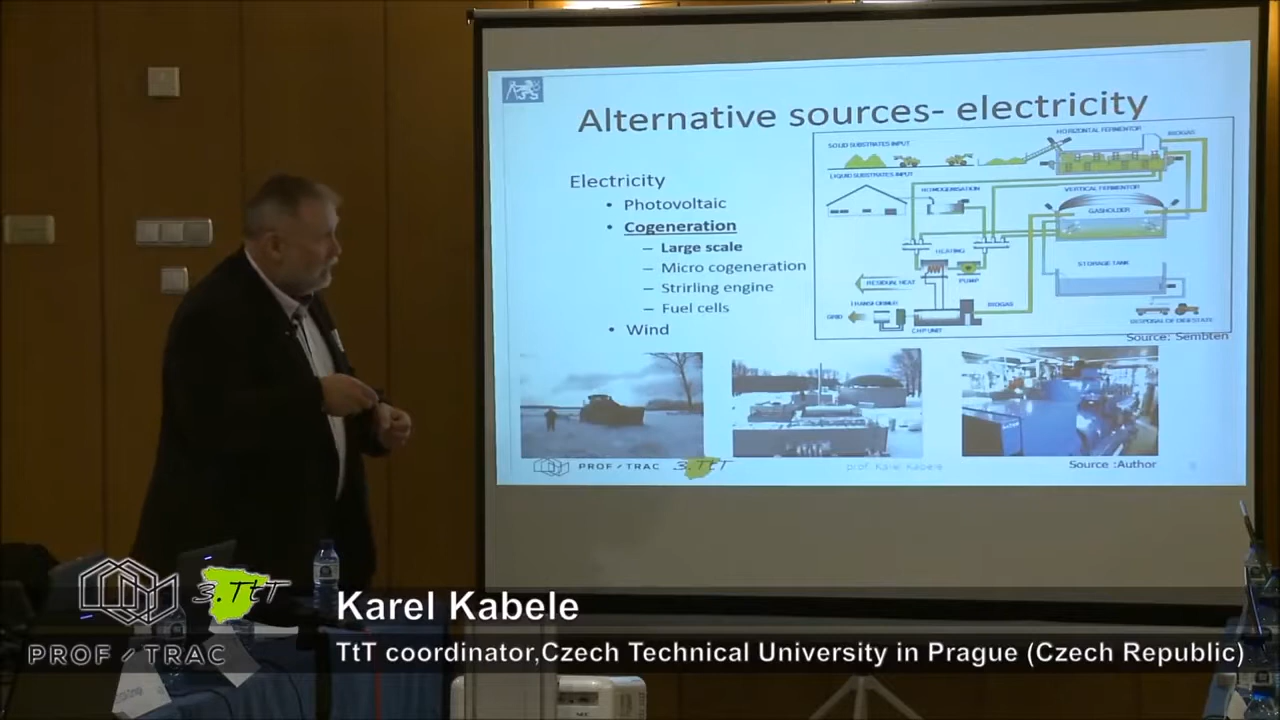 Alternative sources- electricity
Electricity
• Photovoltaic
• Cogeneration
– Large scale
– Micro cogeneration
– Strirling engine
– Fuel cells
• Wind
SOLID SUBSTRATES INPUT
LIQUID SUBSTRATES INPUT
HORIZONTAL FERMENTOR
BIOGAS
HOMOGENISATION
VERTICAL FERMENTOR
GASHOLDER
HEATING
PUMP
STORAGE TANK
RESIDUAL HEAT
TRANSFORMER
GRID
CHP UNIT
BIOGAS
DISPOSAL OF DIGESTATE
Source: Sembten
PROF / TRAC
3.TtT
prof. Karel Kabele
Source :Author
3.TtT
PROF / TRAC
Karel Kabele
TtT coordinator,Czech Technical University in Prague (Czech Republic)